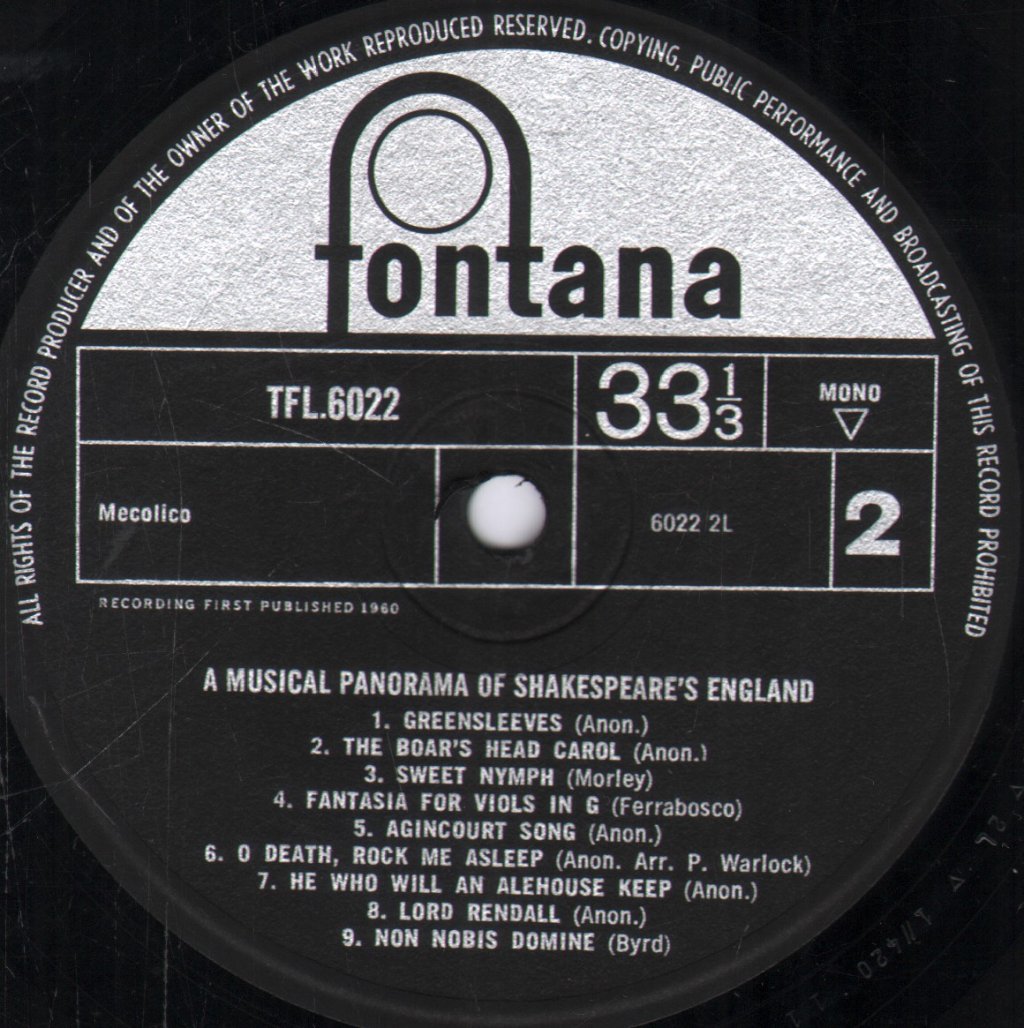 ALL RIGHTS OF THE RECORD PRODUCER AND OF THE OWNER OF THE WORK REPRODUCED RESERVED. COPYING, PUBLIC PERFORMANCE AND BROADCASTING OF THIS RECORD PROHIBITED
fontana
TFL.6022
33 1/3
MONO
Mecolico
6022 2L
2
RECORDING FIRST PUBLISHED 1960
A MUSICAL PANORAMA OF SHAKESPEARE'S ENGLAND
1. GREENSLEEVES (Anon.)
2. THE BOAR'S HEAD CAROL (Anon.)
3. SWEET NYMPH (Morley)
4. FANTASIA FOR VIOLS IN G (Ferrabosco)
5. AGINCOURT SONG (Anon.)
6. O DEATH, ROCK ME ASLEEP (Anon. Arr. P. Warlock)
7. HE WHO WILL AN ALEHOUSE KEEP (Anon.)
8. LORD RENDALL (Anon.)
9. NON NOBIS DOMINE (Byrd)